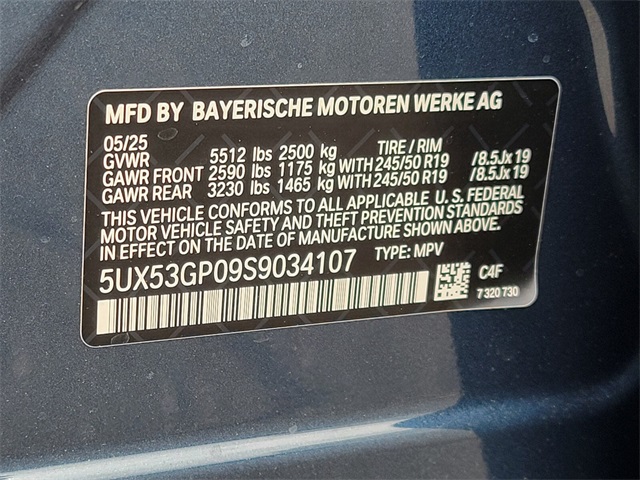 MFD BY BAYERISCHE MOTOREN WERKE AG
05/25
GVWR 5512 lbs 2500 kg TIRE / RIM
GAWR FRONT 2590 lbs 1175 kg WITH 245/50 R19 /8.5Jx19
GAWR REAR 3230 lbs 1465 kg WITH 245/50 R19 /8.5Jx19
THIS VEHICLE CONFORMS TO ALL APPLICABLE U. S. FEDERAL
MOTOR VEHICLE SAFETY AND THEFT PREVENTION STANDARDS
IN EFFECT ON THE DATE OF MANUFACTURE SHOWN ABOVE.
5UX53GP09S9034107 TYPE: MPV
C4F
7 320 730